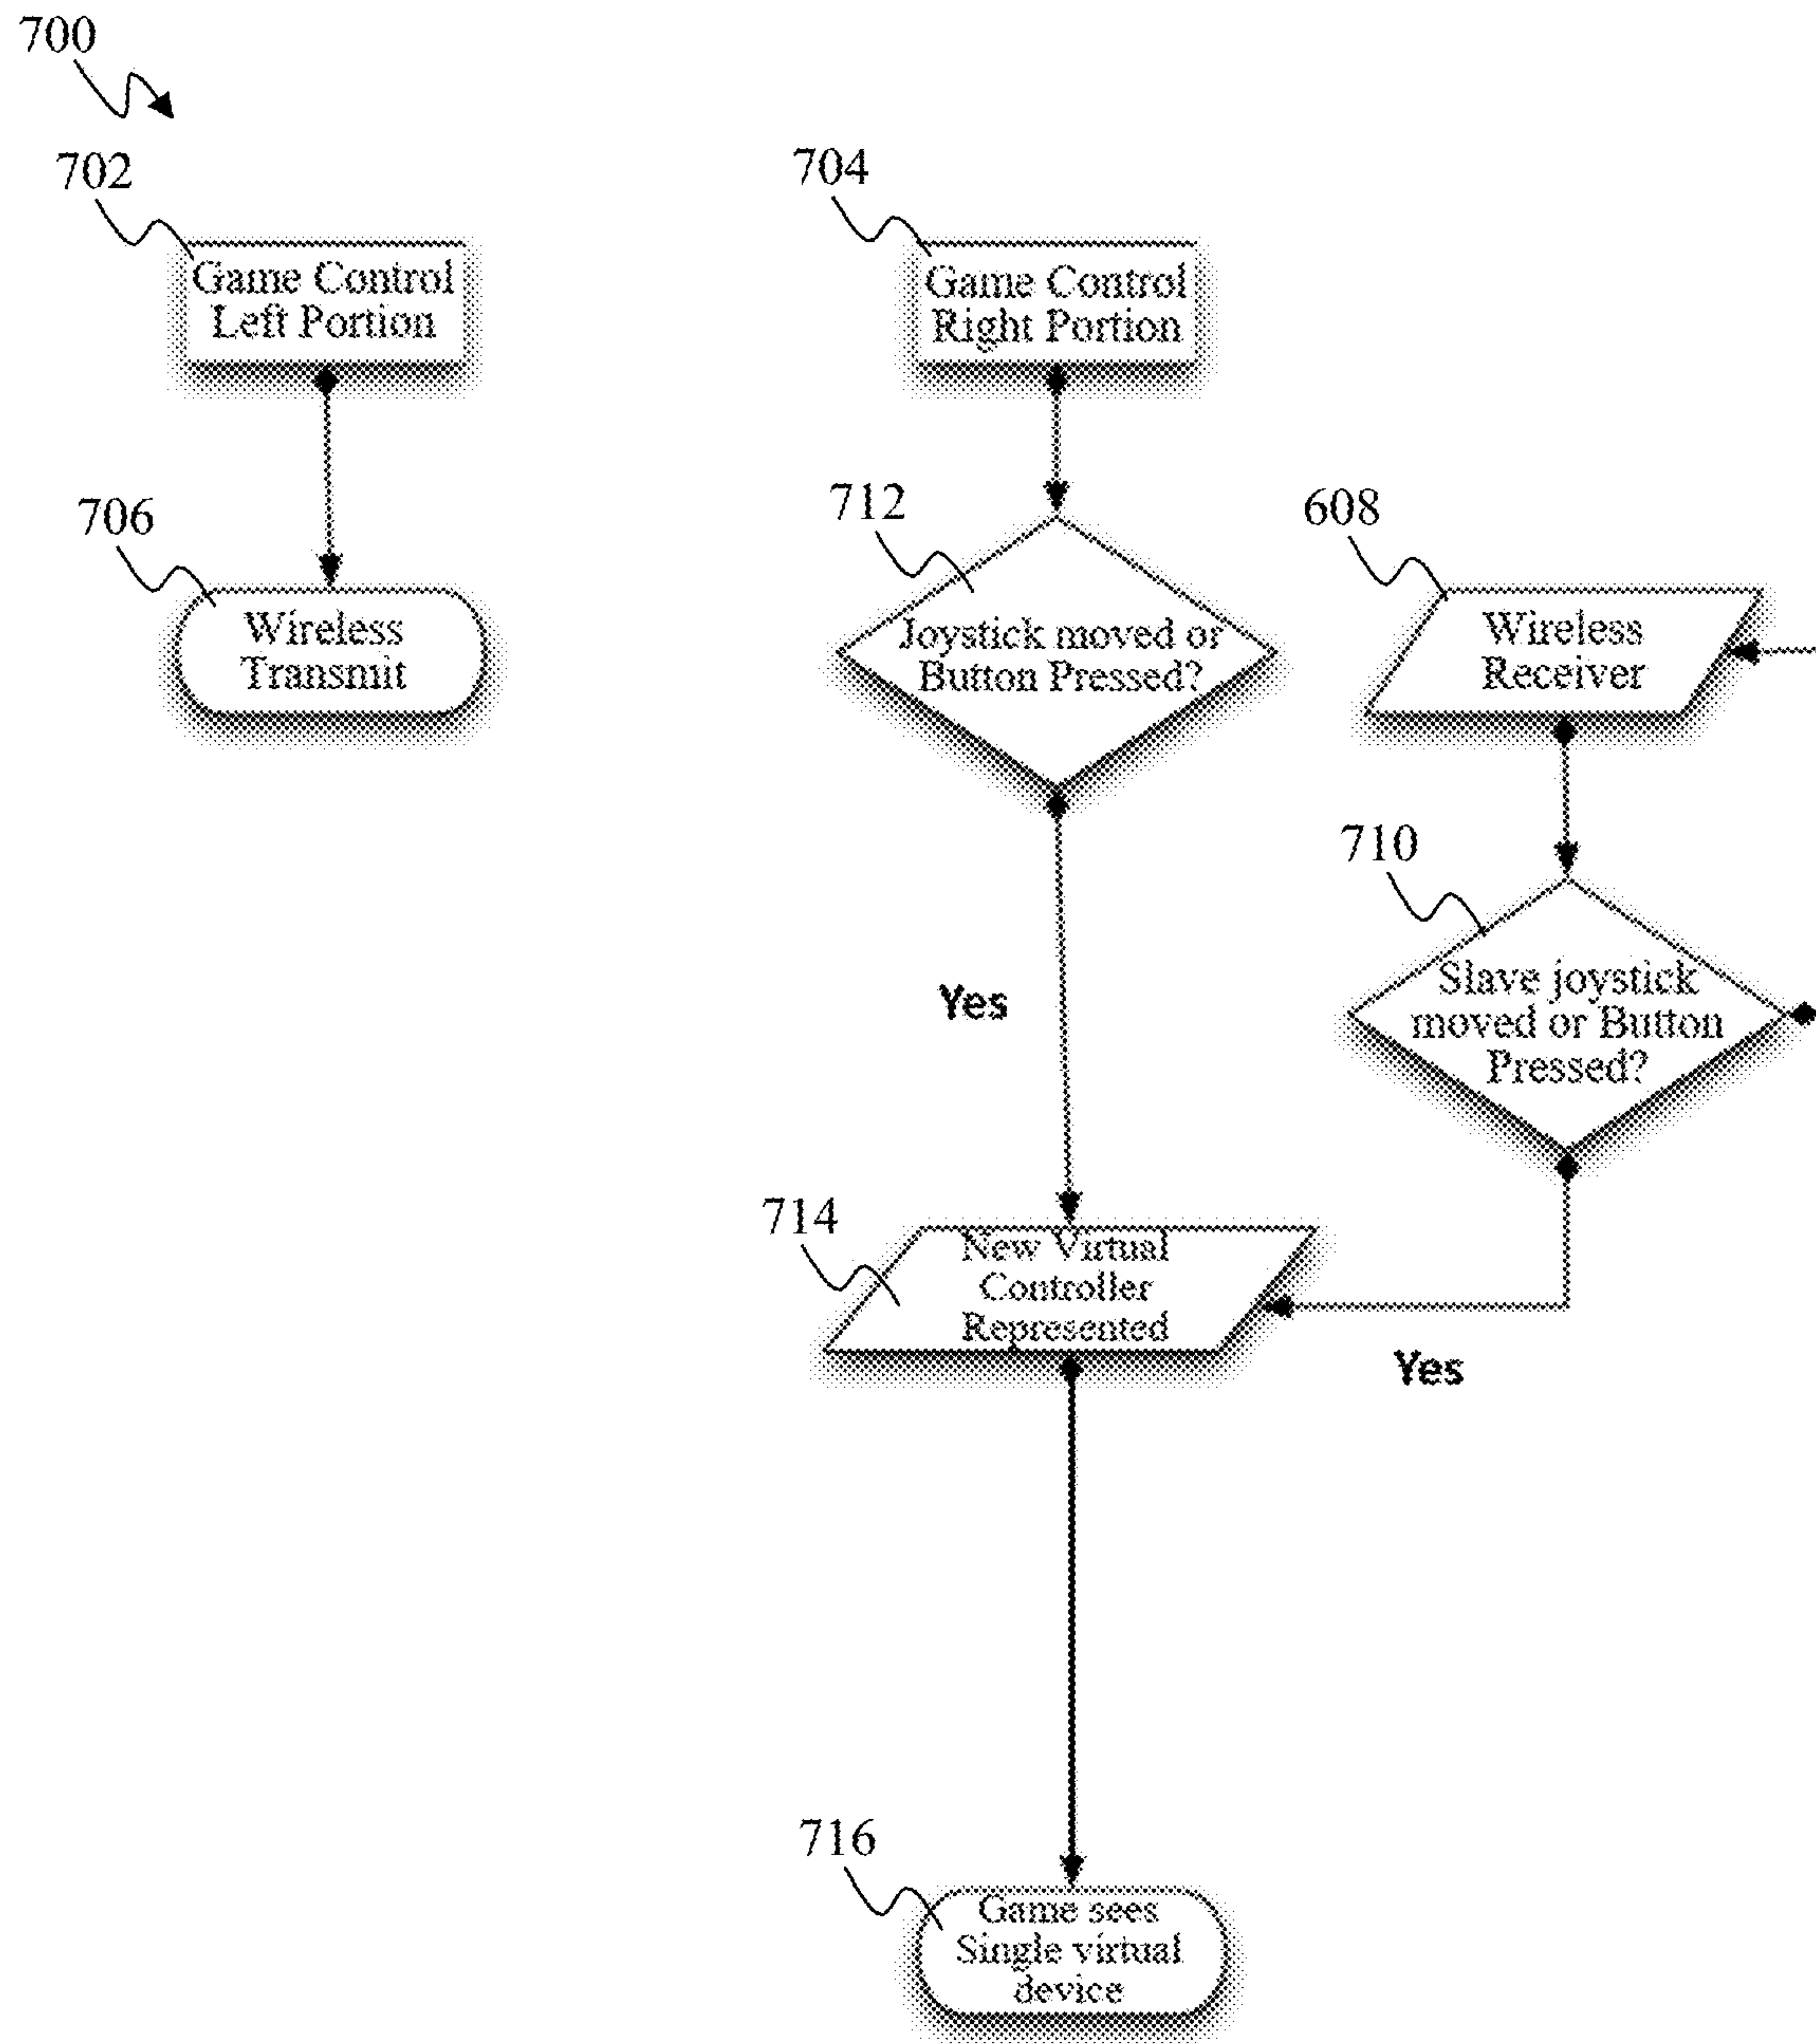 700
702
704
Game Control
Left Portion
Game Control
Right Portion
706
712
608
Wireless
Transmit
Joystick moved or
Button Pressed?
Wireless
Receiver
710
Slave joystick
moved or Button
Pressed?
Yes
714
New Virtual
Controller
Represented
Yes
716
Game sees
Single virtual
device